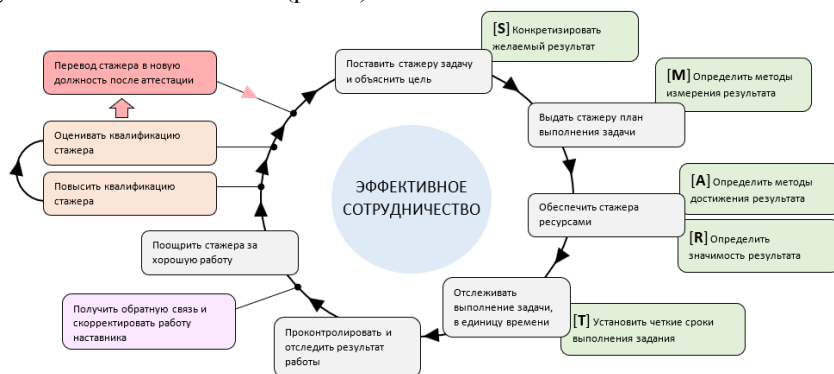 [S] Конкретизировать
желаемый результат
Поставить стажеру задачу
и объяснить цель
Перевод стажера в новую
должность после аттестации
[M] Определить методы
измерения результата
Выдать стажеру план
выполнения задачи
Оценивать квалификацию
стажера
Повысить квалификацию
стажера
ЭФФЕКТИВНОЕ
СОТРУДНИЧЕСТВО
[A] Определить методы
достижения результата
Обеспечить стажера
ресурсами
[R] Определить
значимость результата
Поощрить стажера за
хорошую работу
Отслеживать
выполнение задачи,
в единицу времени
Получить обратную связь и
скорректировать работу
наставника
[T] Установить четкие сроки
выполнения задания
Проконтролировать и
отследить результат
работы